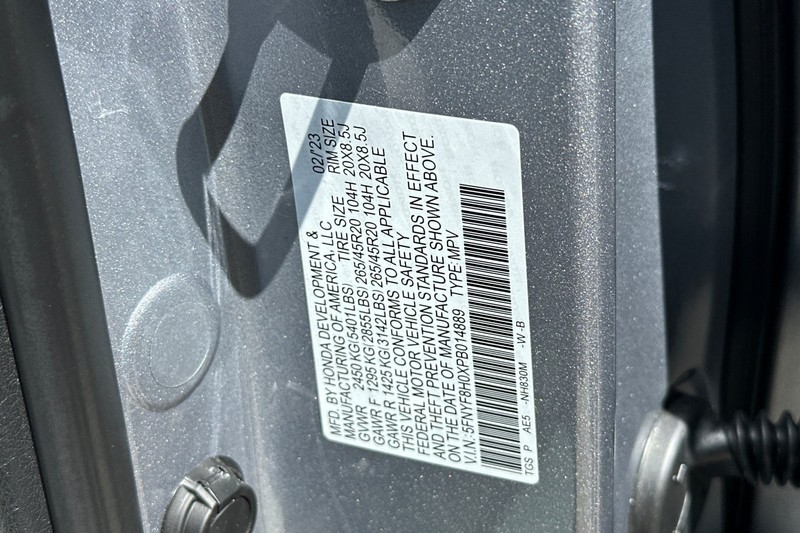 MFD. BY HONDA DEVELOPMENT & 02/'23
MANUFACTURING OF AMERICA, LLC
GVWR 2450 KG(5401LBS) TIRE SIZE RIM SIZE
GAWR F 1295 KG(2855LBS) 265/45R20 104H 20X8.5J
GAWR R 1425 KG(3142LBS) 265/45R20 104H 20X8.5J
THIS VEHICLE CONFORMS TO ALL APPLICABLE
FEDERAL MOTOR VEHICLE SAFETY
AND THEFT PREVENTION STANDARDS IN EFFECT
ON THE DATE OF MANUFACTURE SHOWN ABOVE.
V.I.N.: 5FNYF8H0XPB014889 TYPE MPV
TGS P AE5 -NH830M -W-B